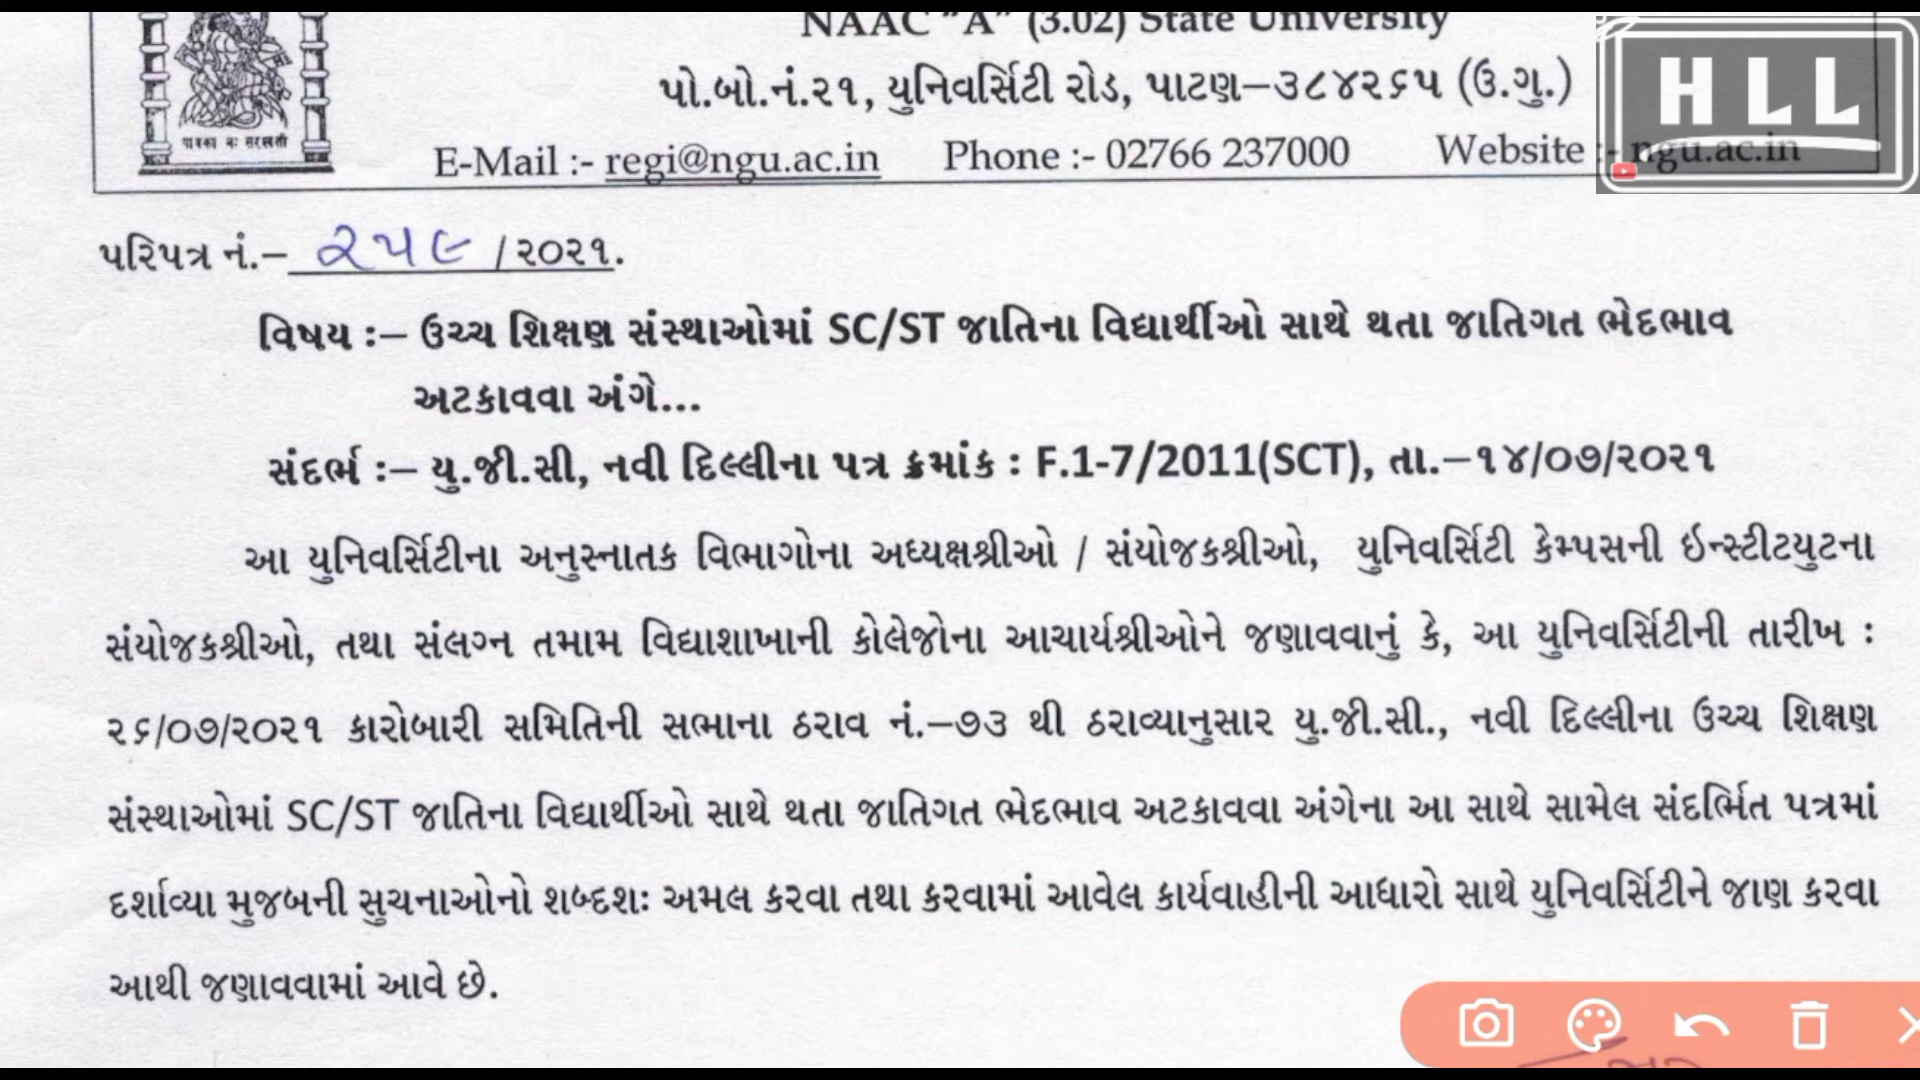 NAAC "A" (3.02) State University
પો.બો.નં.૨૧, યુનિવર્સિટી રોડ, પાટણ–૩૮૪૨૬૫ (ઉ.ગુ.)
HLL
E-Mail :- regi@ngu.ac.in Phone :- 02766 237000 Website :- ngu.ac.in
પરિપત્ર નં.–૨૫૯ /૨૦૨૧.
વિષય :– ઉચ્ચ શિક્ષણ સંસ્થાઓમાં SC/ST જાતિના વિદ્યાર્થીઓ સાથે થતા જાતિગત ભેદભાવ
અટકાવવા અંગે...
સંદર્ભ :– યુ.જી.સી, નવી દિલ્લીના પત્ર ક્રમાંક : F.1-7/2011(SCT), તા.–૧૪/૦૭/૨૦૨૧
આ યુનિવર્સિટીના અનુસ્નાતક વિભાગોના અધ્યક્ષશ્રીઓ / સંયોજકશ્રીઓ, યુનિવર્સિટી કેમ્પસની ઇન્સ્ટીટયુટના
સંયોજકશ્રીઓ, તથા સંલગ્ન તમામ વિદ્યાશાખાની કોલેજોના આચાર્યશ્રીઓને જણાવવાનું કે, આ યુનિવર્સિટીની તારીખ :
૨૬/૦૭/૨૦૨૧ કારોબારી સમિતિની સભાના ઠરાવ નં.–૭૩ થી ઠરાવ્યાનુસાર યુ.જી.સી., નવી દિલ્લીના ઉચ્ચ શિક્ષણ
સંસ્થાઓમાં SC/ST જાતિના વિદ્યાર્થીઓ સાથે થતા જાતિગત ભેદભાવ અટકાવવા અંગેના આ સાથે સામેલ સંદર્ભિત પત્રમાં
દર્શાવ્યા મુજબની સુચનાઓનો શબ્દશઃ અમલ કરવા તથા કરવામાં આવેલ કાર્યવાહીની આધારો સાથે યુનિવર્સિટીને જાણ કરવા
આથી જણાવવામાં આવે છે.